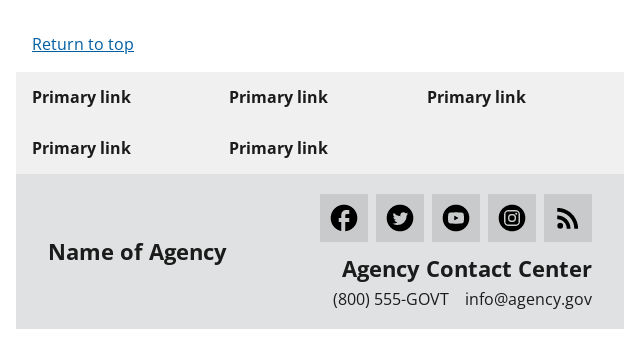 Return to top
Primary link Primary link Primary link
Primary link Primary link
Name of Agency
Agency Contact Center
(800) 555-GOVT info@agency.gov